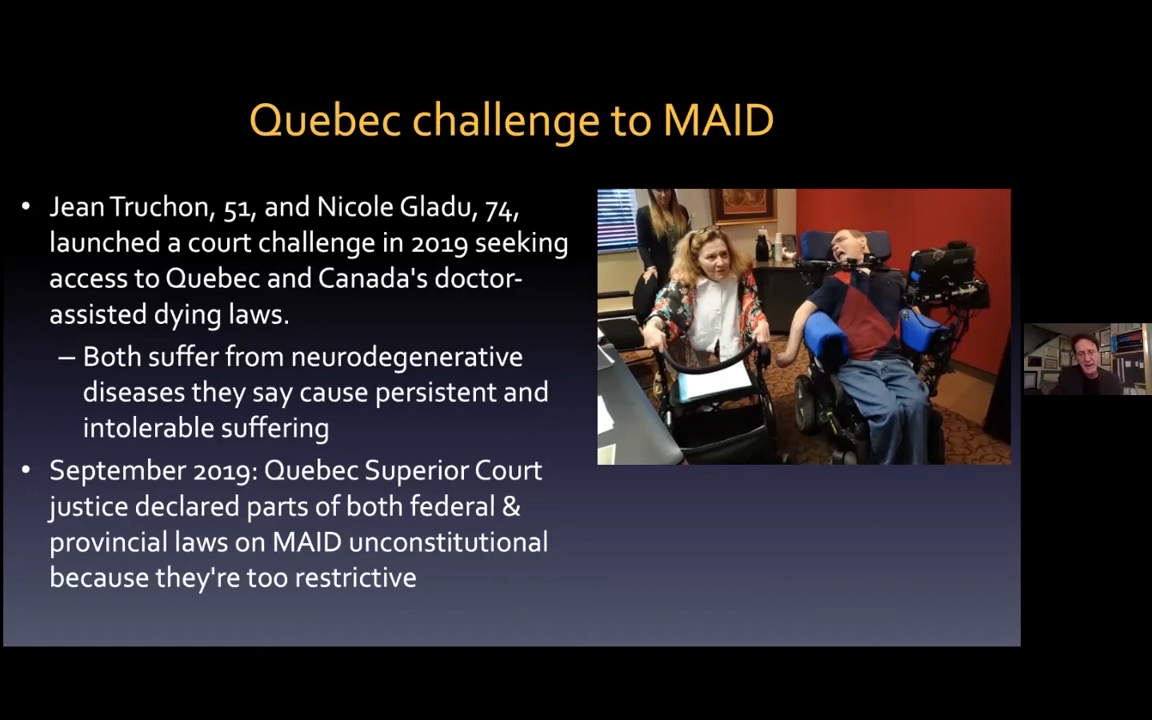 Quebec challenge to MAID
• Jean Truchon, 51, and Nicole Gladu, 74,
launched a court challenge in 2019 seeking
access to Quebec and Canada's doctor-
assisted dying laws.
– Both suffer from neurodegenerative
diseases they say cause persistent and
intolerable suffering
• September 2019: Quebec Superior Court
justice declared parts of both federal &
provincial laws on MAID unconstitutional
because they're too restrictive